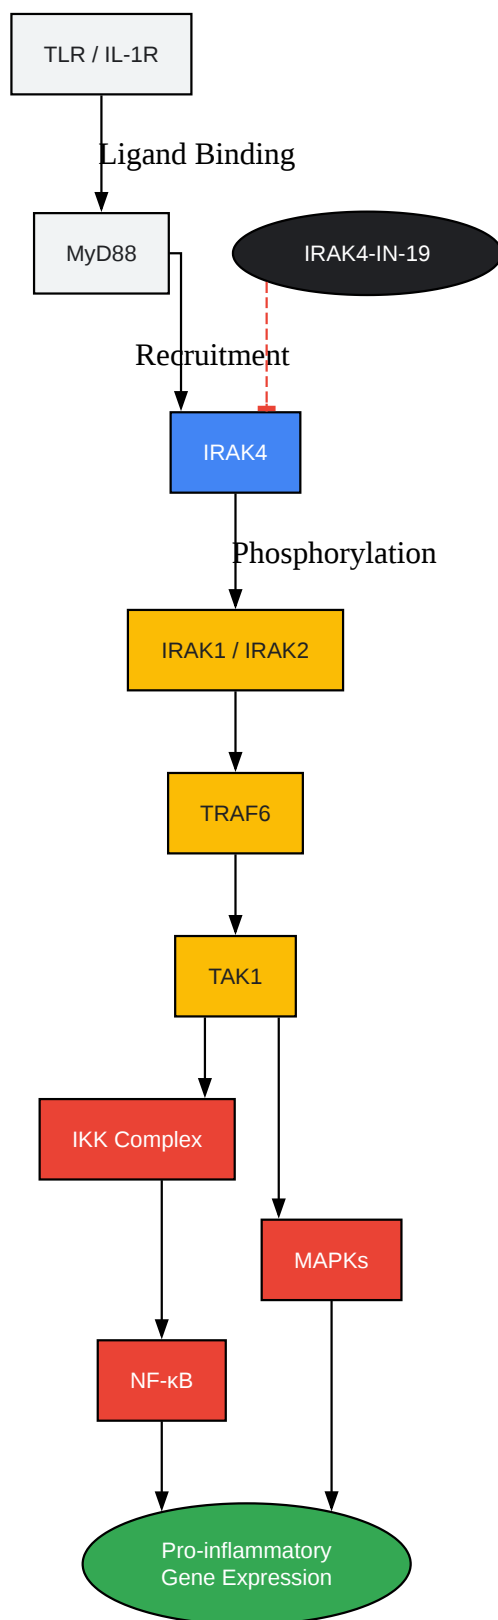 TLR / IL-1R
Ligand Binding
MyD88
IRAK4-IN-19
Recruitment
IRAK4
Phosphorylation
IRAK1 / IRAK2
TRAF6
TAK1
IKK Complex
MAPKs
NF-κB
Pro-inflammatory
Gene Expression